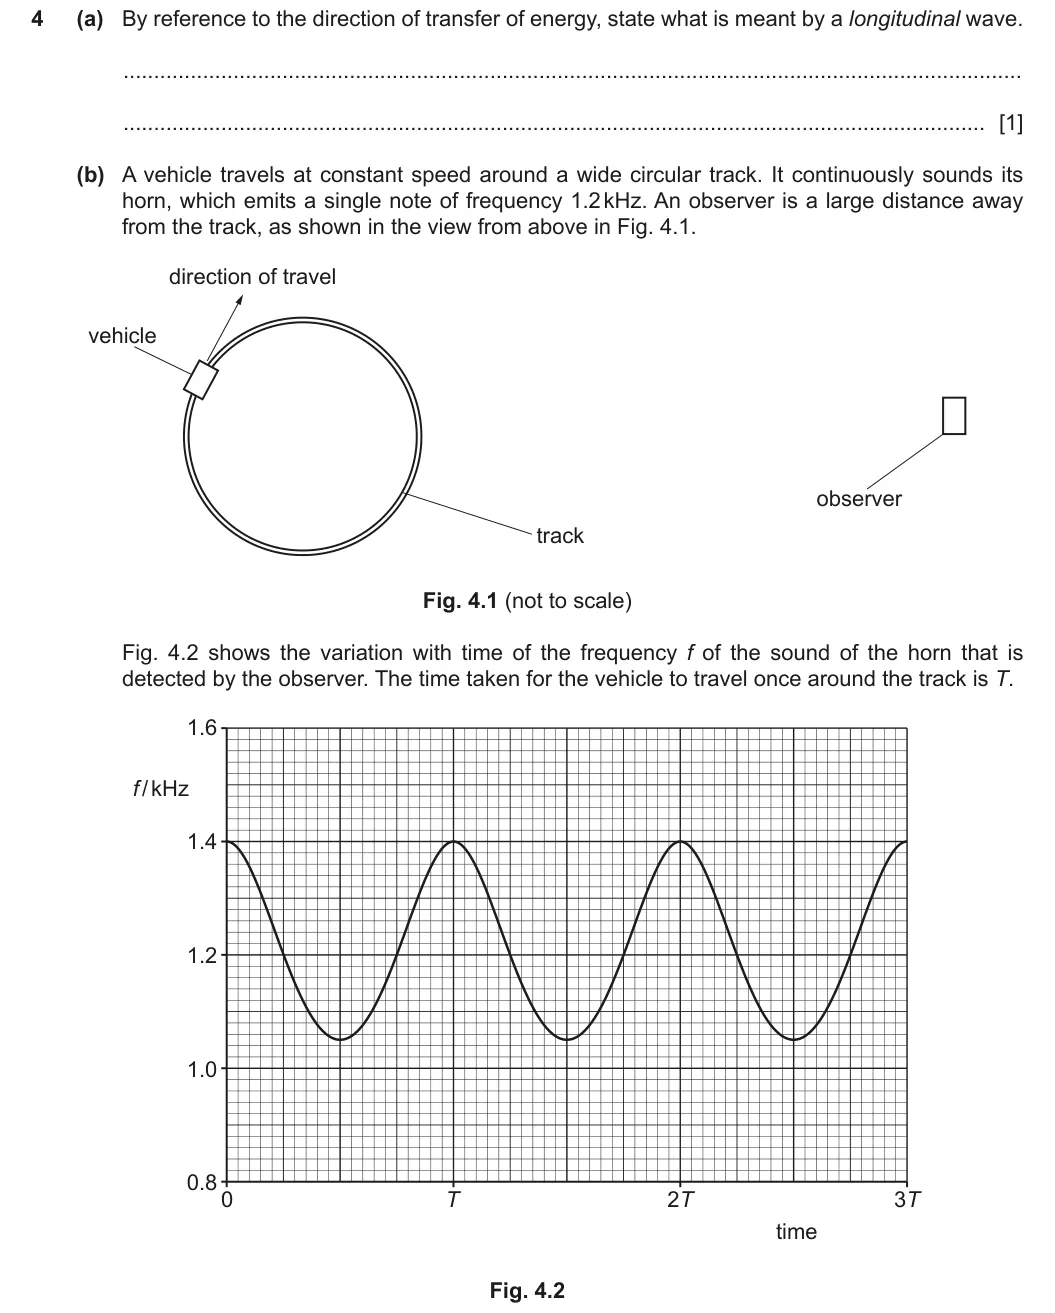 4 (a) By reference to the direction of transfer of energy, state what is meant by a longitudinal wave.
..........................................................................................................................................................
.................................................................................................................................................... [1]
(b) A vehicle travels at constant speed around a wide circular track. It continuously sounds its
horn, which emits a single note of frequency 1.2 kHz. An observer is a large distance away
from the track, as shown in the view from above in Fig. 4.1.
direction of travel
vehicle
observer
track
Fig. 4.1 (not to scale)
Fig. 4.2 shows the variation with time of the frequency f of the sound of the horn that is
detected by the observer. The time taken for the vehicle to travel once around the track is T.
1.6
f / kHz
1.4
1.2
1.0
0.8
0 T 2T 3T
time
Fig. 4.2